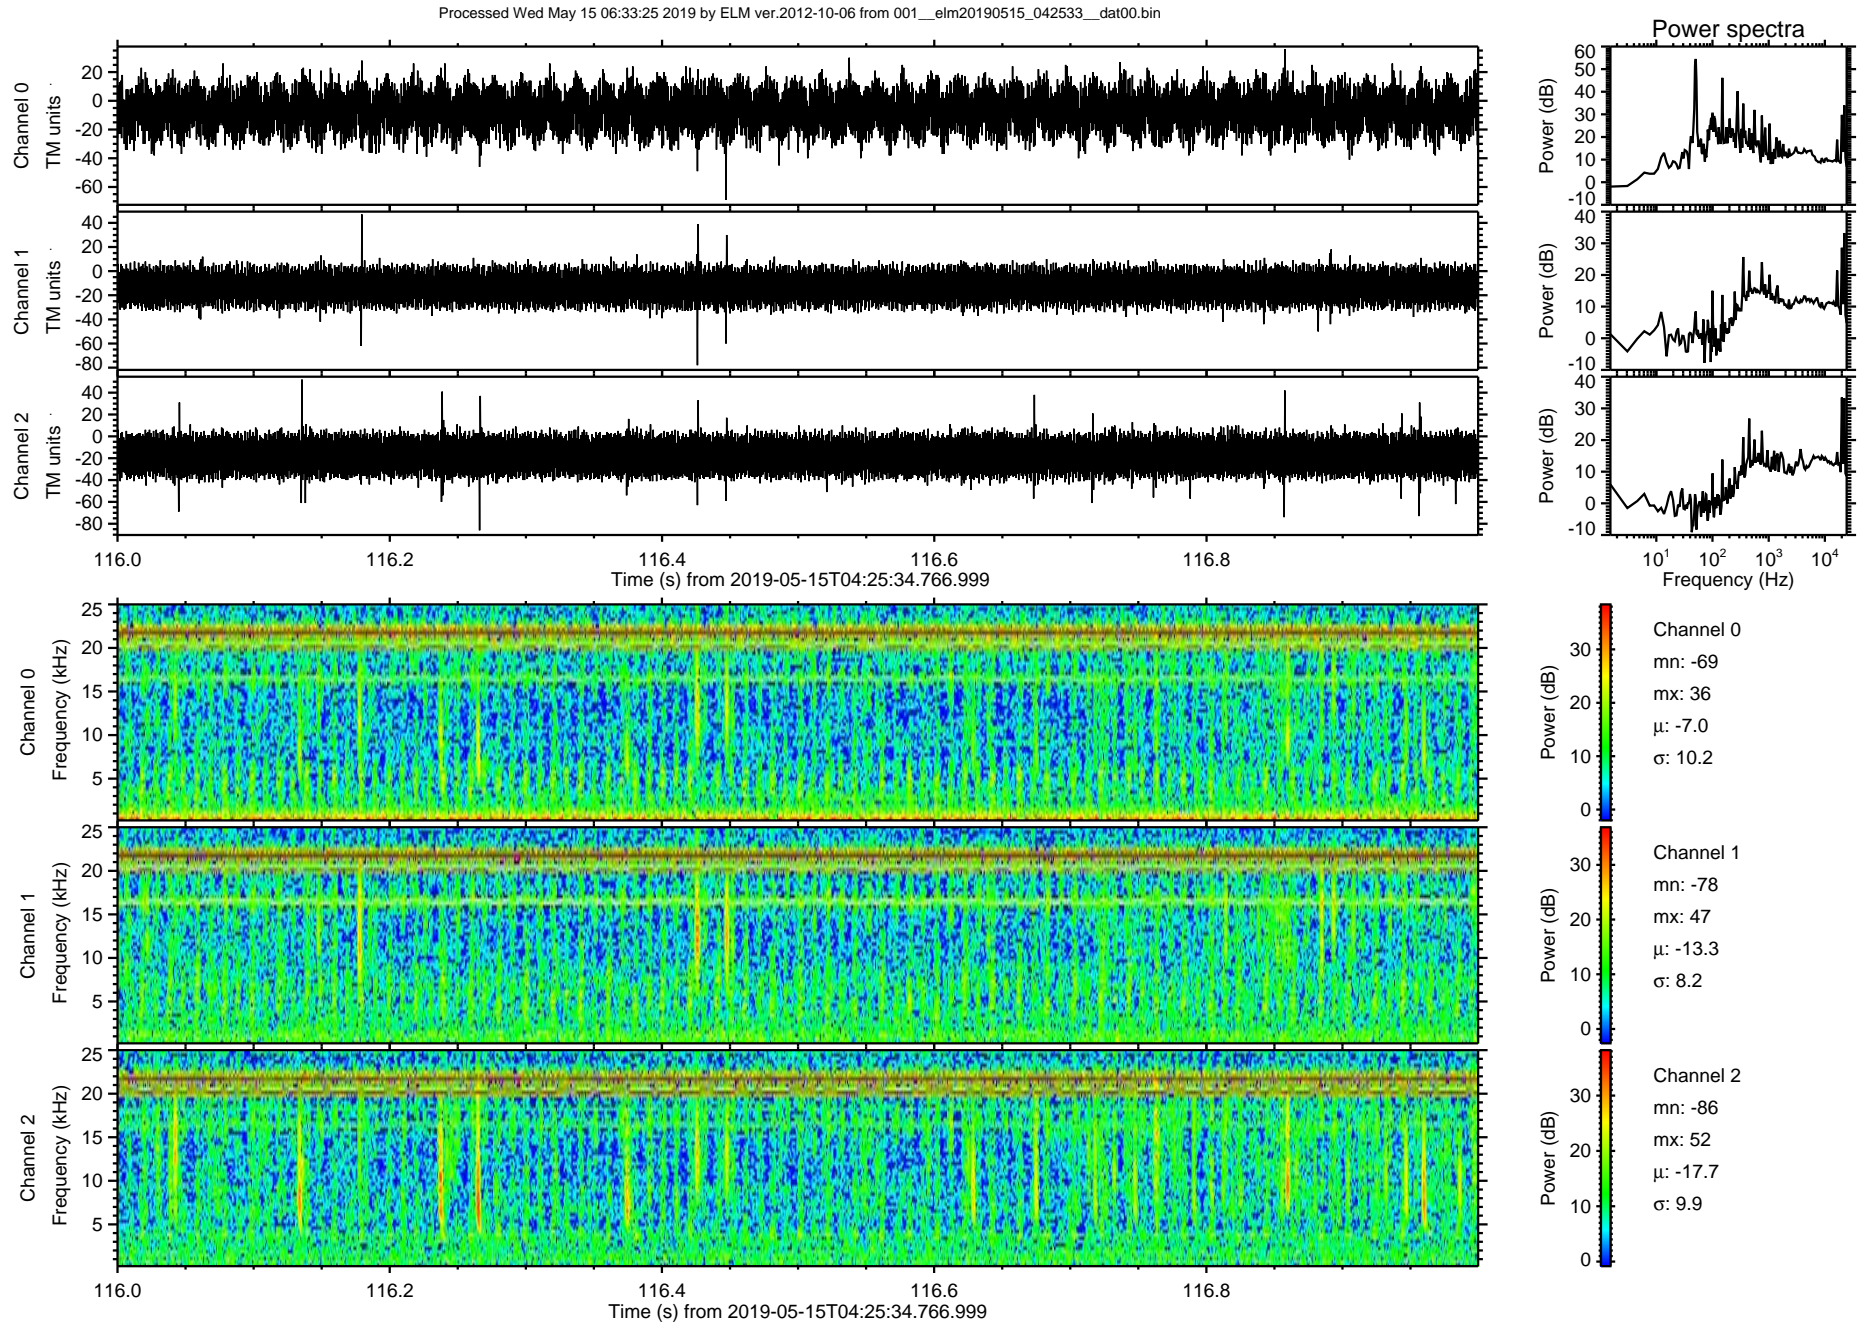 Processed Wed May 15 06:33:25 2019 by ELM ver.2012-10-06 from 001__elm20190515_042533__dat00.bin
Power spectra
Channel 0
TM units
20
0
-20
-40
-60
Power (dB)
60
50
40
30
20
10
0
-10
Channel 1
TM units
40
20
0
-20
-40
-60
-80
Power (dB)
40
30
20
10
0
-10
Channel 2
TM units
40
20
0
-20
-40
-60
-80
Power (dB)
40
30
20
10
0
-10
116.0 116.2 116.4 116.6 116.8
Time (s) from 2019-05-15T04:25:34.766.999
10¹ 10² 10³ 10⁴
Frequency (Hz)
Channel 0
Frequency (kHz)
25
20
15
10
5
Power (dB)
30
20
10
0
Channel 0
mn: -69
mx: 36
μ: -7.0
σ: 10.2
Channel 1
Frequency (kHz)
25
20
15
10
5
Power (dB)
30
20
10
0
Channel 1
mn: -78
mx: 47
μ: -13.3
σ: 8.2
Channel 2
Frequency (kHz)
25
20
15
10
5
Power (dB)
30
20
10
0
Channel 2
mn: -86
mx: 52
μ: -17.7
σ: 9.9
116.0 116.2 116.4 116.6 116.8
Time (s) from 2019-05-15T04:25:34.766.999